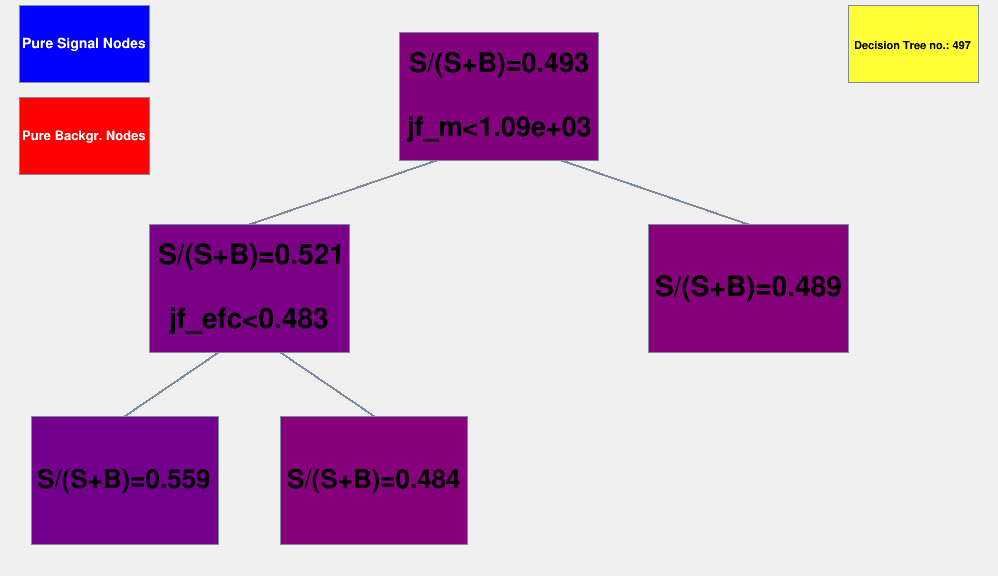 Pure Signal Nodes
Pure Backgr. Nodes
Decision Tree no.: 497
S/(S+B)=0.493
jf_m<1.09e+03
S/(S+B)=0.521
jf_efc<0.483
S/(S+B)=0.489
S/(S+B)=0.559
S/(S+B)=0.484